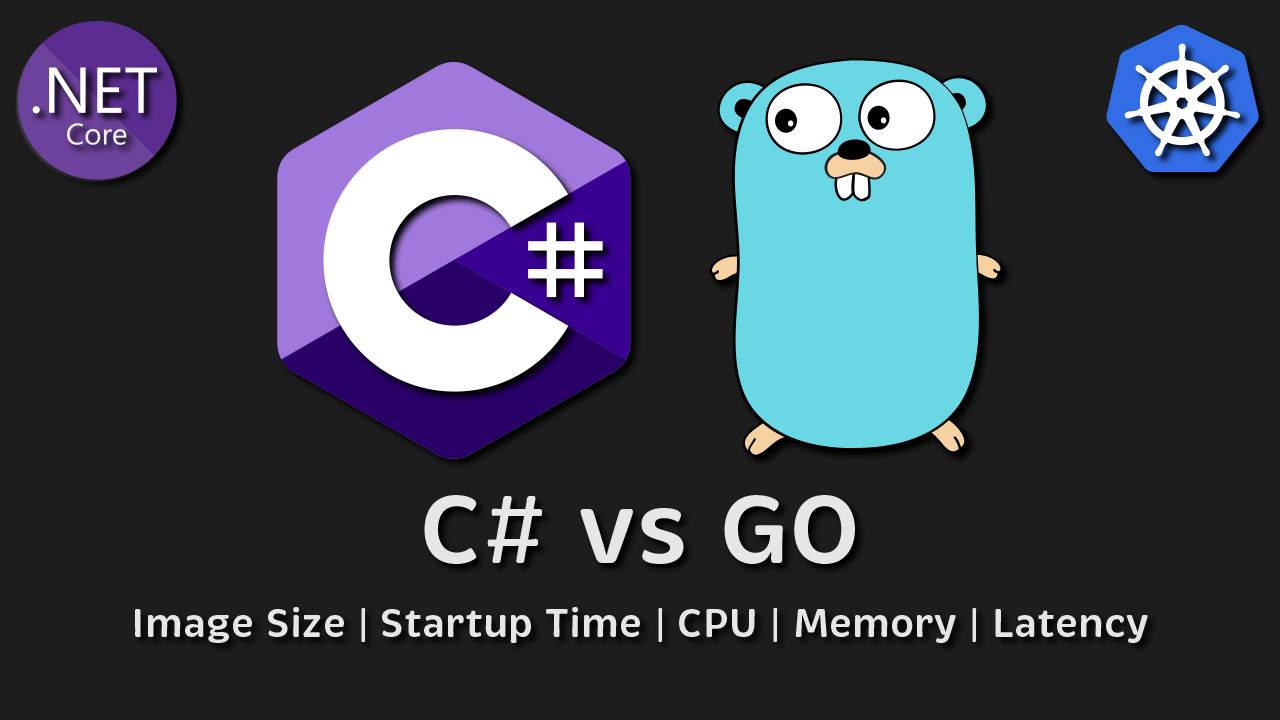 .NET
Core
C#
C# vs GO
Image Size | Startup Time | CPU | Memory | Latency